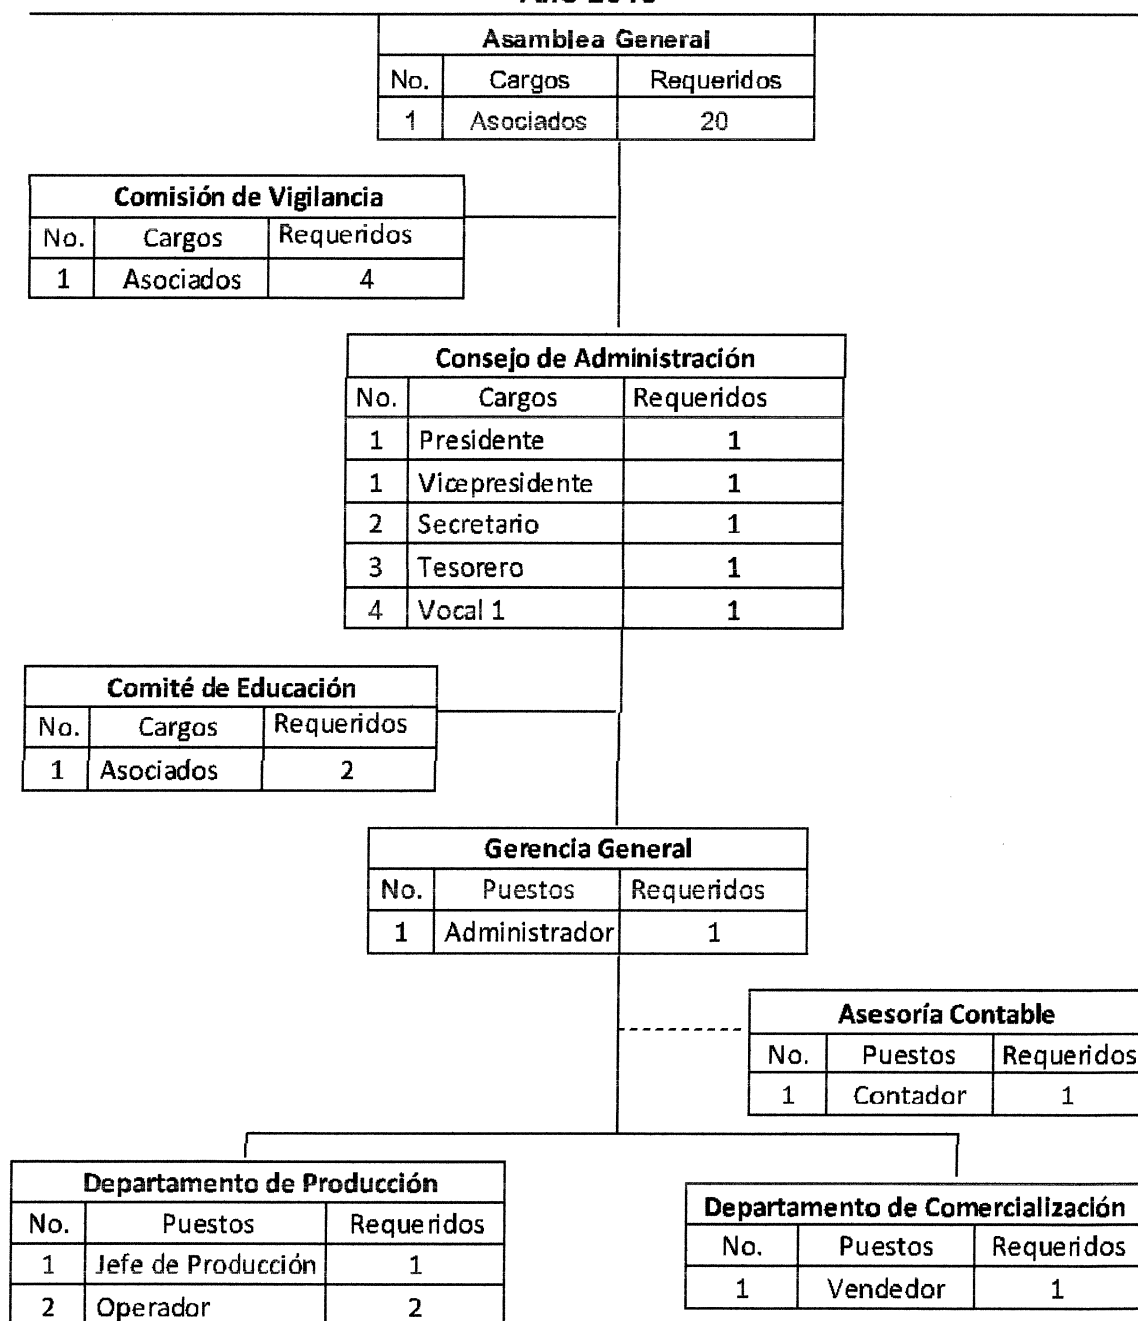 Asamblea General
No. Cargos Requeridos
1 Asociados 20
Comisión de Vigilancia
No. Cargos Requeridos
1 Asociados 4
Consejo de Administración
No. Cargos Requeridos
1 Presidente 1
1 Vicepresidente 1
2 Secretario 1
3 Tesorero 1
4 Vocal 1 1
Comité de Educación
No. Cargos Requeridos
1 Asociados 2
Gerencia General
No. Puestos Requeridos
1 Administrador 1
Asesoría Contable
No. Puestos Requeridos
1 Contador 1
Departamento de Producción
No. Puestos Requeridos
1 Jefe de Producción 1
2 Operador 2
Departamento de Comercialización
No. Puestos Requeridos
1 Vendedor 1